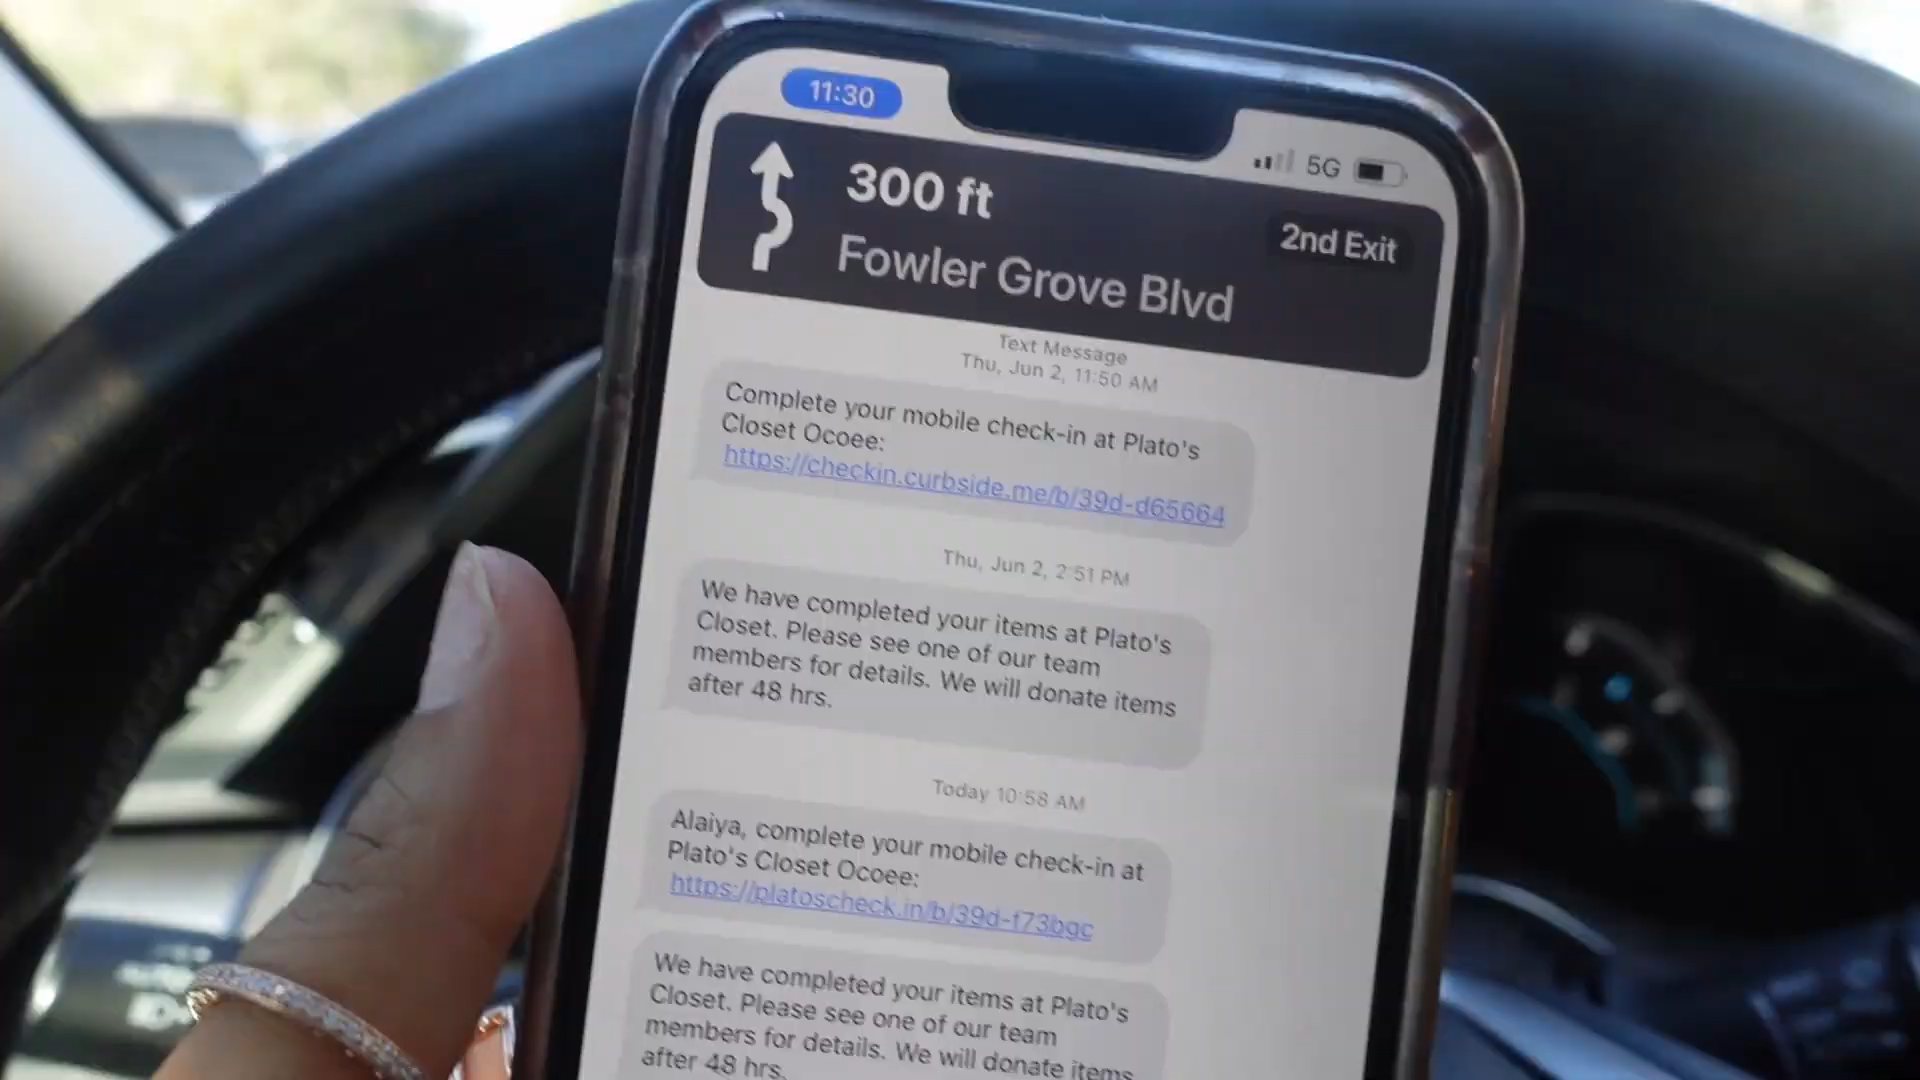 11:30
5G
300 ft
2nd Exit
Fowler Grove Blvd
Text Message
Thu, Jun 2, 11:50 AM
Complete your mobile check-in at Plato's
Closet Ocoee:
https://checkin.curbside.me/b/39d-d65664
Thu, Jun 2, 2:51 PM
We have completed your items at Plato's
Closet. Please see one of our team
members for details. We will donate items
after 48 hrs.
Today 10:58 AM
Alaiya, complete your mobile check-in at
Plato's Closet Ocoee:
https://platoscheck.in/b/39d-f73bgc
We have completed your items at Plato's
Closet. Please see one of our team
members for details. We will donate items
after 48 hrs.